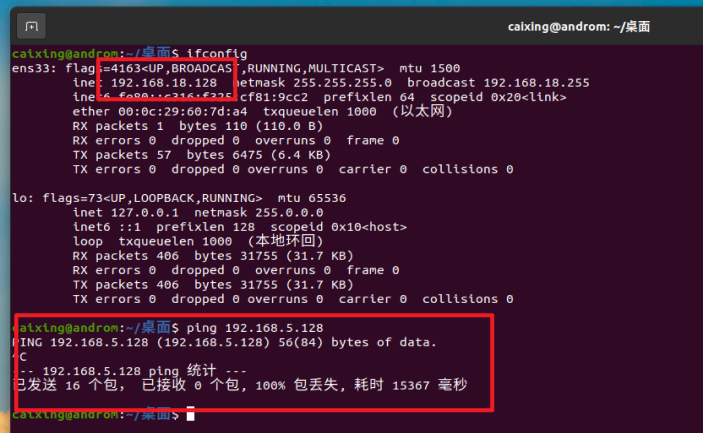 caixing@androm: ~/桌面
caixing@androm:~/桌面$ ifconfig
ens33: flags=4163<UP,BROADCAST,RUNNING,MULTICAST>  mtu 1500
        inet 192.168.18.128  netmask 255.255.255.0  broadcast 192.168.18.255
        inet6 fe80::c316:f325:cf81:9cc2  prefixlen 64  scopeid 0x20<link>
        ether 00:0c:29:60:7d:a4  txqueuelen 1000  (以太网)
        RX packets 1  bytes 110 (110.0 B)
        RX errors 0  dropped 0  overruns 0  frame 0
        TX packets 57  bytes 6475 (6.4 KB)
        TX errors 0  dropped 0 overruns 0  carrier 0  collisions 0
lo: flags=73<UP,LOOPBACK,RUNNING>  mtu 65536
        inet 127.0.0.1  netmask 255.0.0.0
        inet6 ::1  prefixlen 128  scopeid 0x10<host>
        loop  txqueuelen 1000  (本地环回)
        RX packets 406  bytes 31755 (31.7 KB)
        RX errors 0  dropped 0  overruns 0  frame 0
        TX packets 406  bytes 31755 (31.7 KB)
        TX errors 0  dropped 0 overruns 0  carrier 0  collisions 0
caixing@androm:~/桌面$ ping 192.168.5.128
PING 192.168.5.128 (192.168.5.128) 56(84) bytes of data.
^C
--- 192.168.5.128 ping 统计 ---
已发送 16 个包， 已接收 0 个包, 100% 包丢失, 耗时 15367 毫秒
caixing@androm:~/桌面$